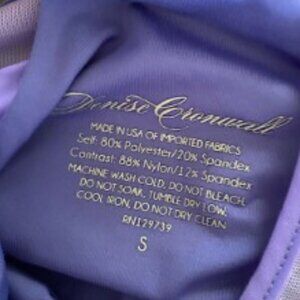 Denise Cronwall
MADE IN USA OF IMPORTED FABRICS
Self: 80% Polyester/20% Spandex
Contrast: 88% Nylon/12% Spandex
MACHINE WASH COLD, DO NOT BLEACH,
DO NOT SOAK, TUMBLE DRY LOW,
COOL IRON, DO NOT DRY CLEAN
RN129739
S